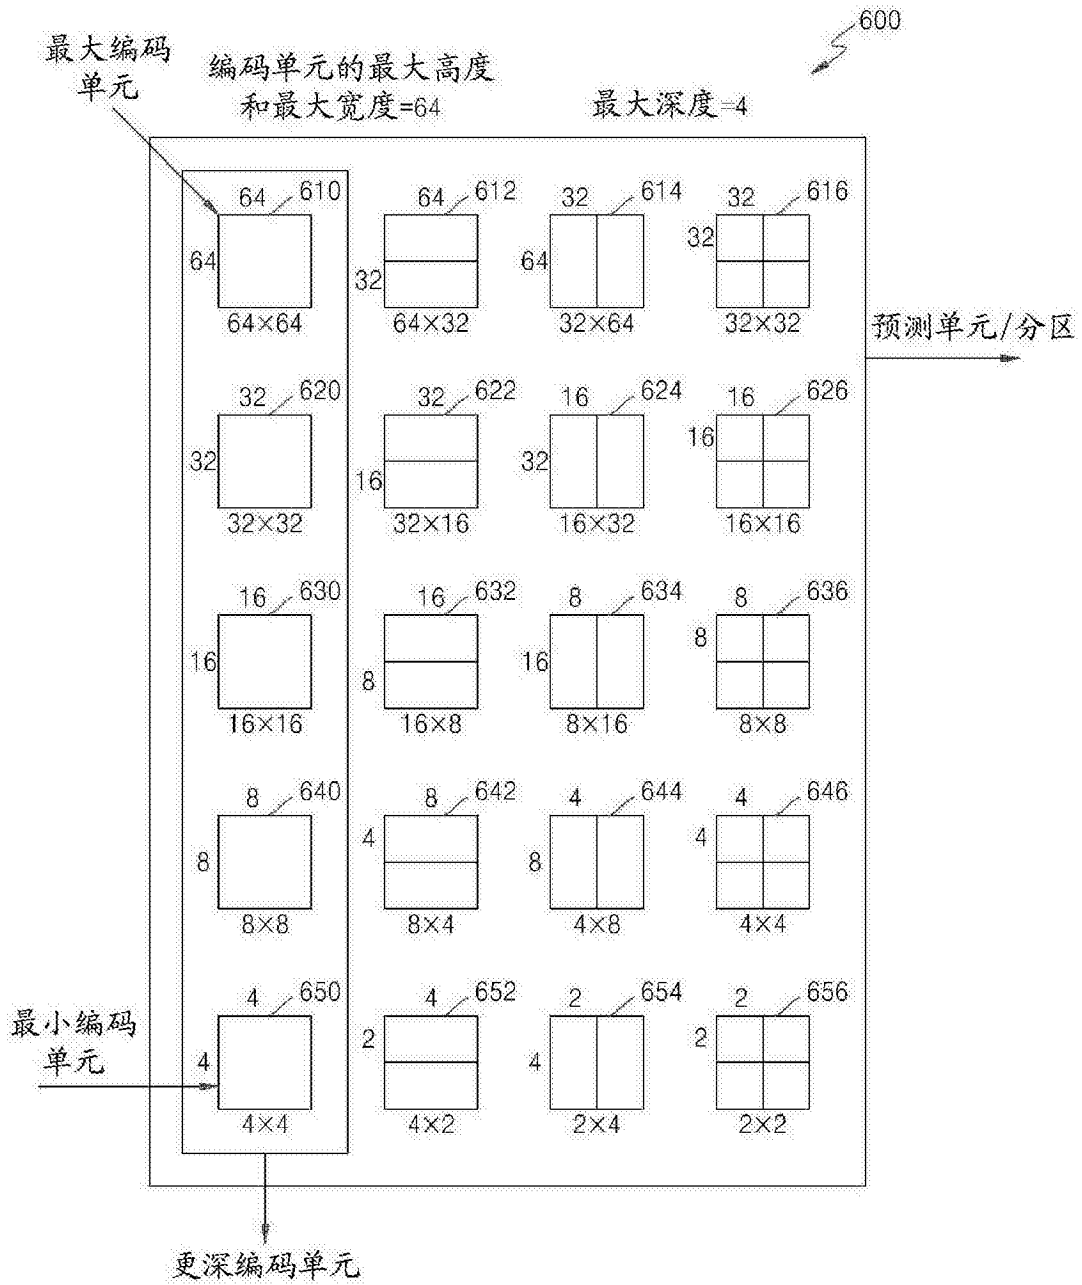 600
最大编码
单元
编码单元的最大高度
和最大宽度=64
最大深度=4
64 610 64 612 32 614 32 616
64 32 64 32
64×64 64×32 32×64 32×32
预测单元/分区
32 620 32 622 16 624 16 626
32 16 32 16
32×32 32×16 16×32 16×16
16 630 16 632 8 634 8 636
16 8 16 8
16×16 16×8 8×16 8×8
8 640 8 642 4 644 4 646
8 4 8 4
8×8 8×4 4×8 4×4
4 650 4 652 2 654 2 656
最小编码
单元
4 2 4 2
4×4 4×2 2×4 2×2
更深编码单元